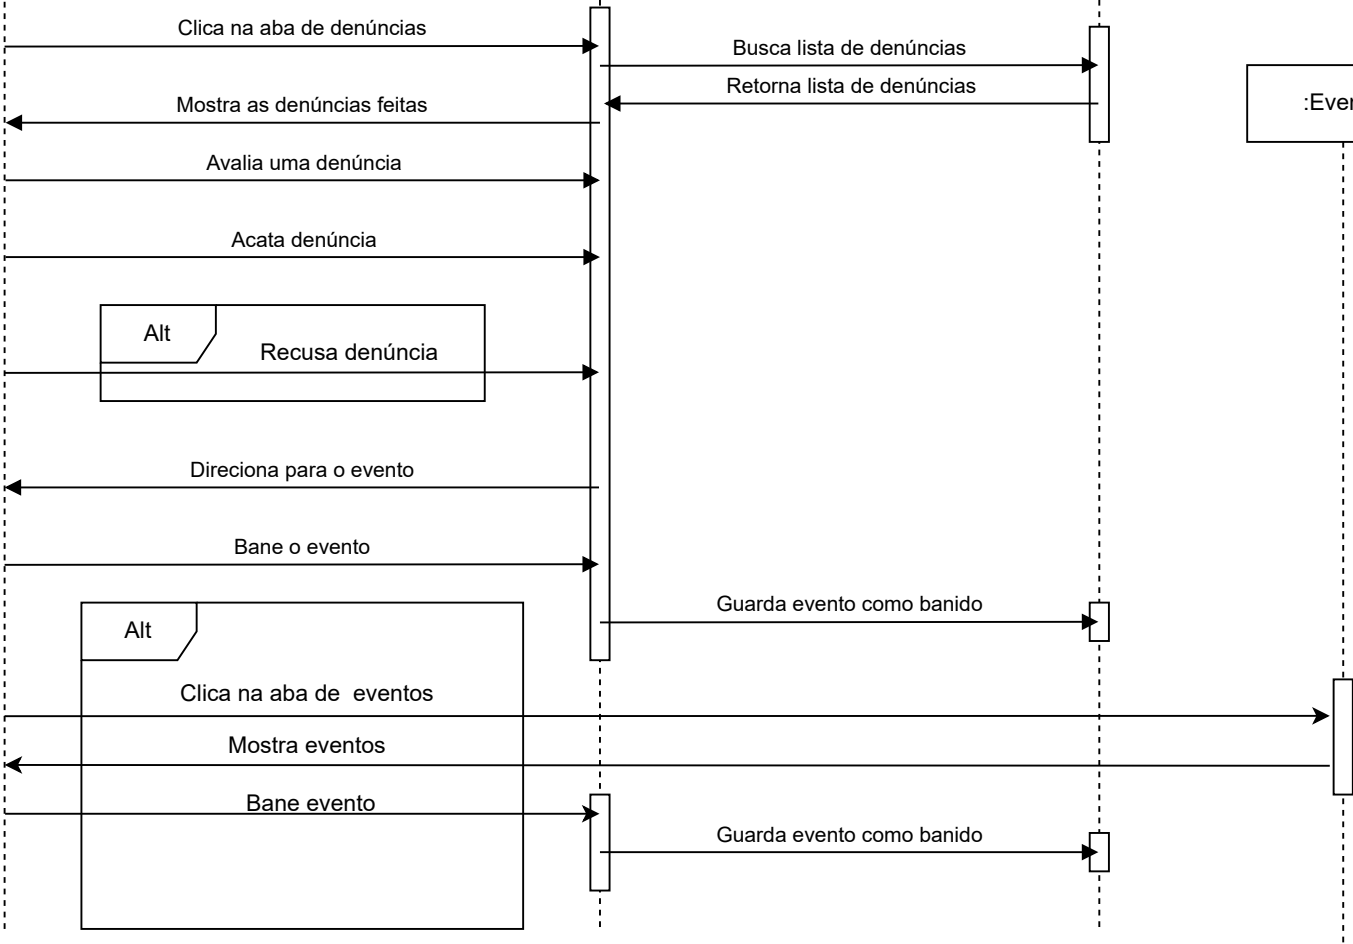 Clica na aba de denúncias
Busca lista de denúncias
Retorna lista de denúncias
Mostra as denúncias feitas
:Ever
Avalia uma denúncia
Acata denúncia
Alt
Recusa denúncia
Direciona para o evento
Bane o evento
Guarda evento como banido
Alt
Clica na aba de  eventos
Mostra eventos
Bane evento
Guarda evento como banido